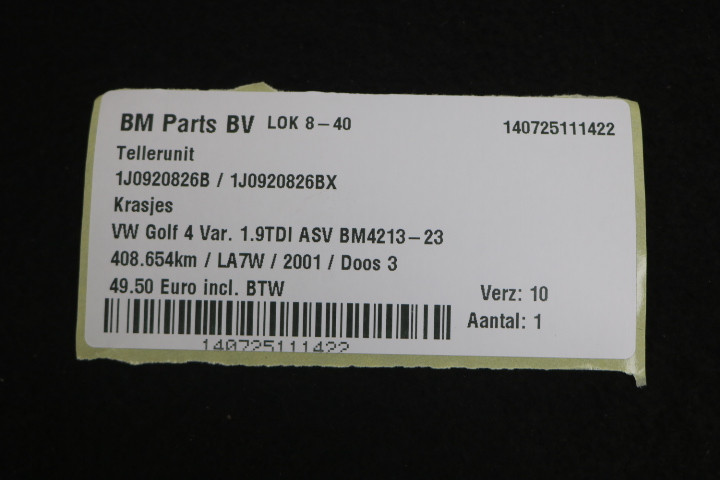 BM Parts BV LOK 8-40 140725111422
Tellerunit
1J0920826B / 1J0920826BX
Krasjes
VW Golf 4 Var. 1.9TDI ASV BM4213-23
408.654km / LA7W / 2001 / Doos 3
49.50 Euro incl. BTW Verz: 10
Aantal: 1
140725111422